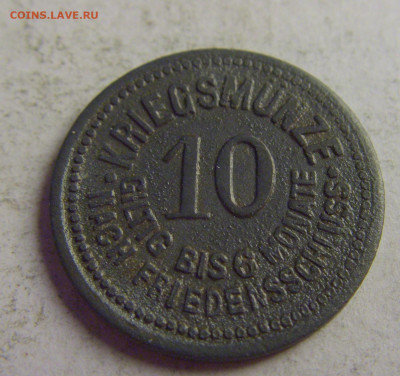 COINS.LAVE.RU
·KRIEGSMÜNZE·
10
GILTIG BIS 6 MONATE
NACH FRIEDENSSCHLUSS·